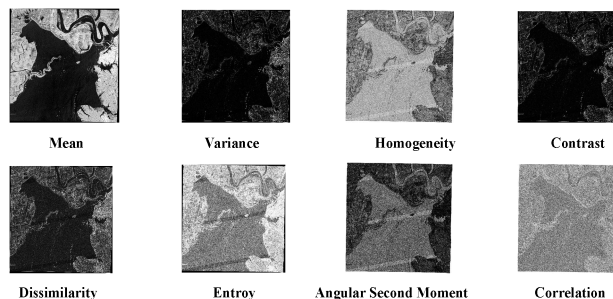 Mean Variance Homogeneity Contrast
Dissimilarity Entroy Angular Second Moment Correlation